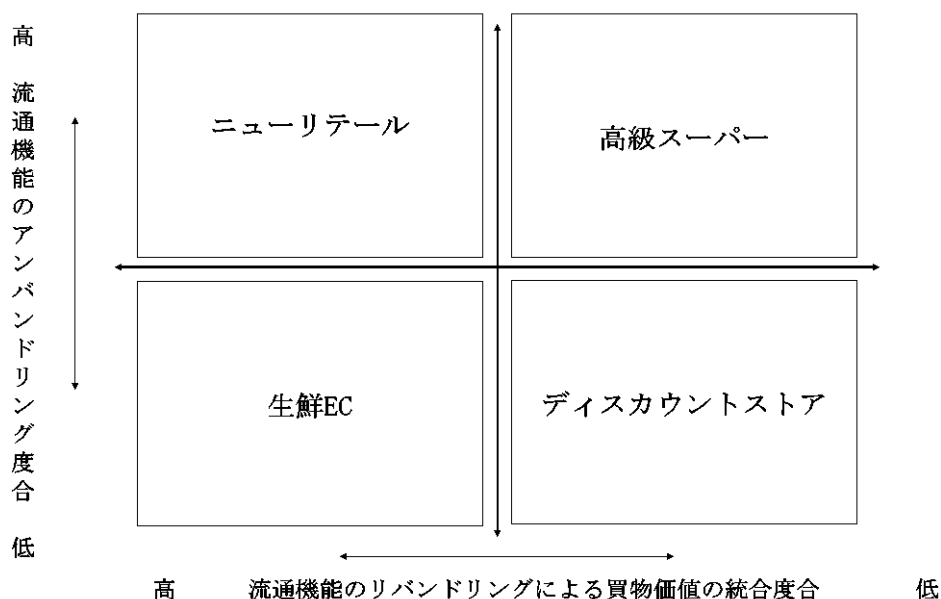 高 流通機能のアンバンドリング度合 低
ニューリテール
高級スーパー
生鮮EC
ディスカウントストア
高 流通機能のリバンドリングによる買物価値の統合度合 低